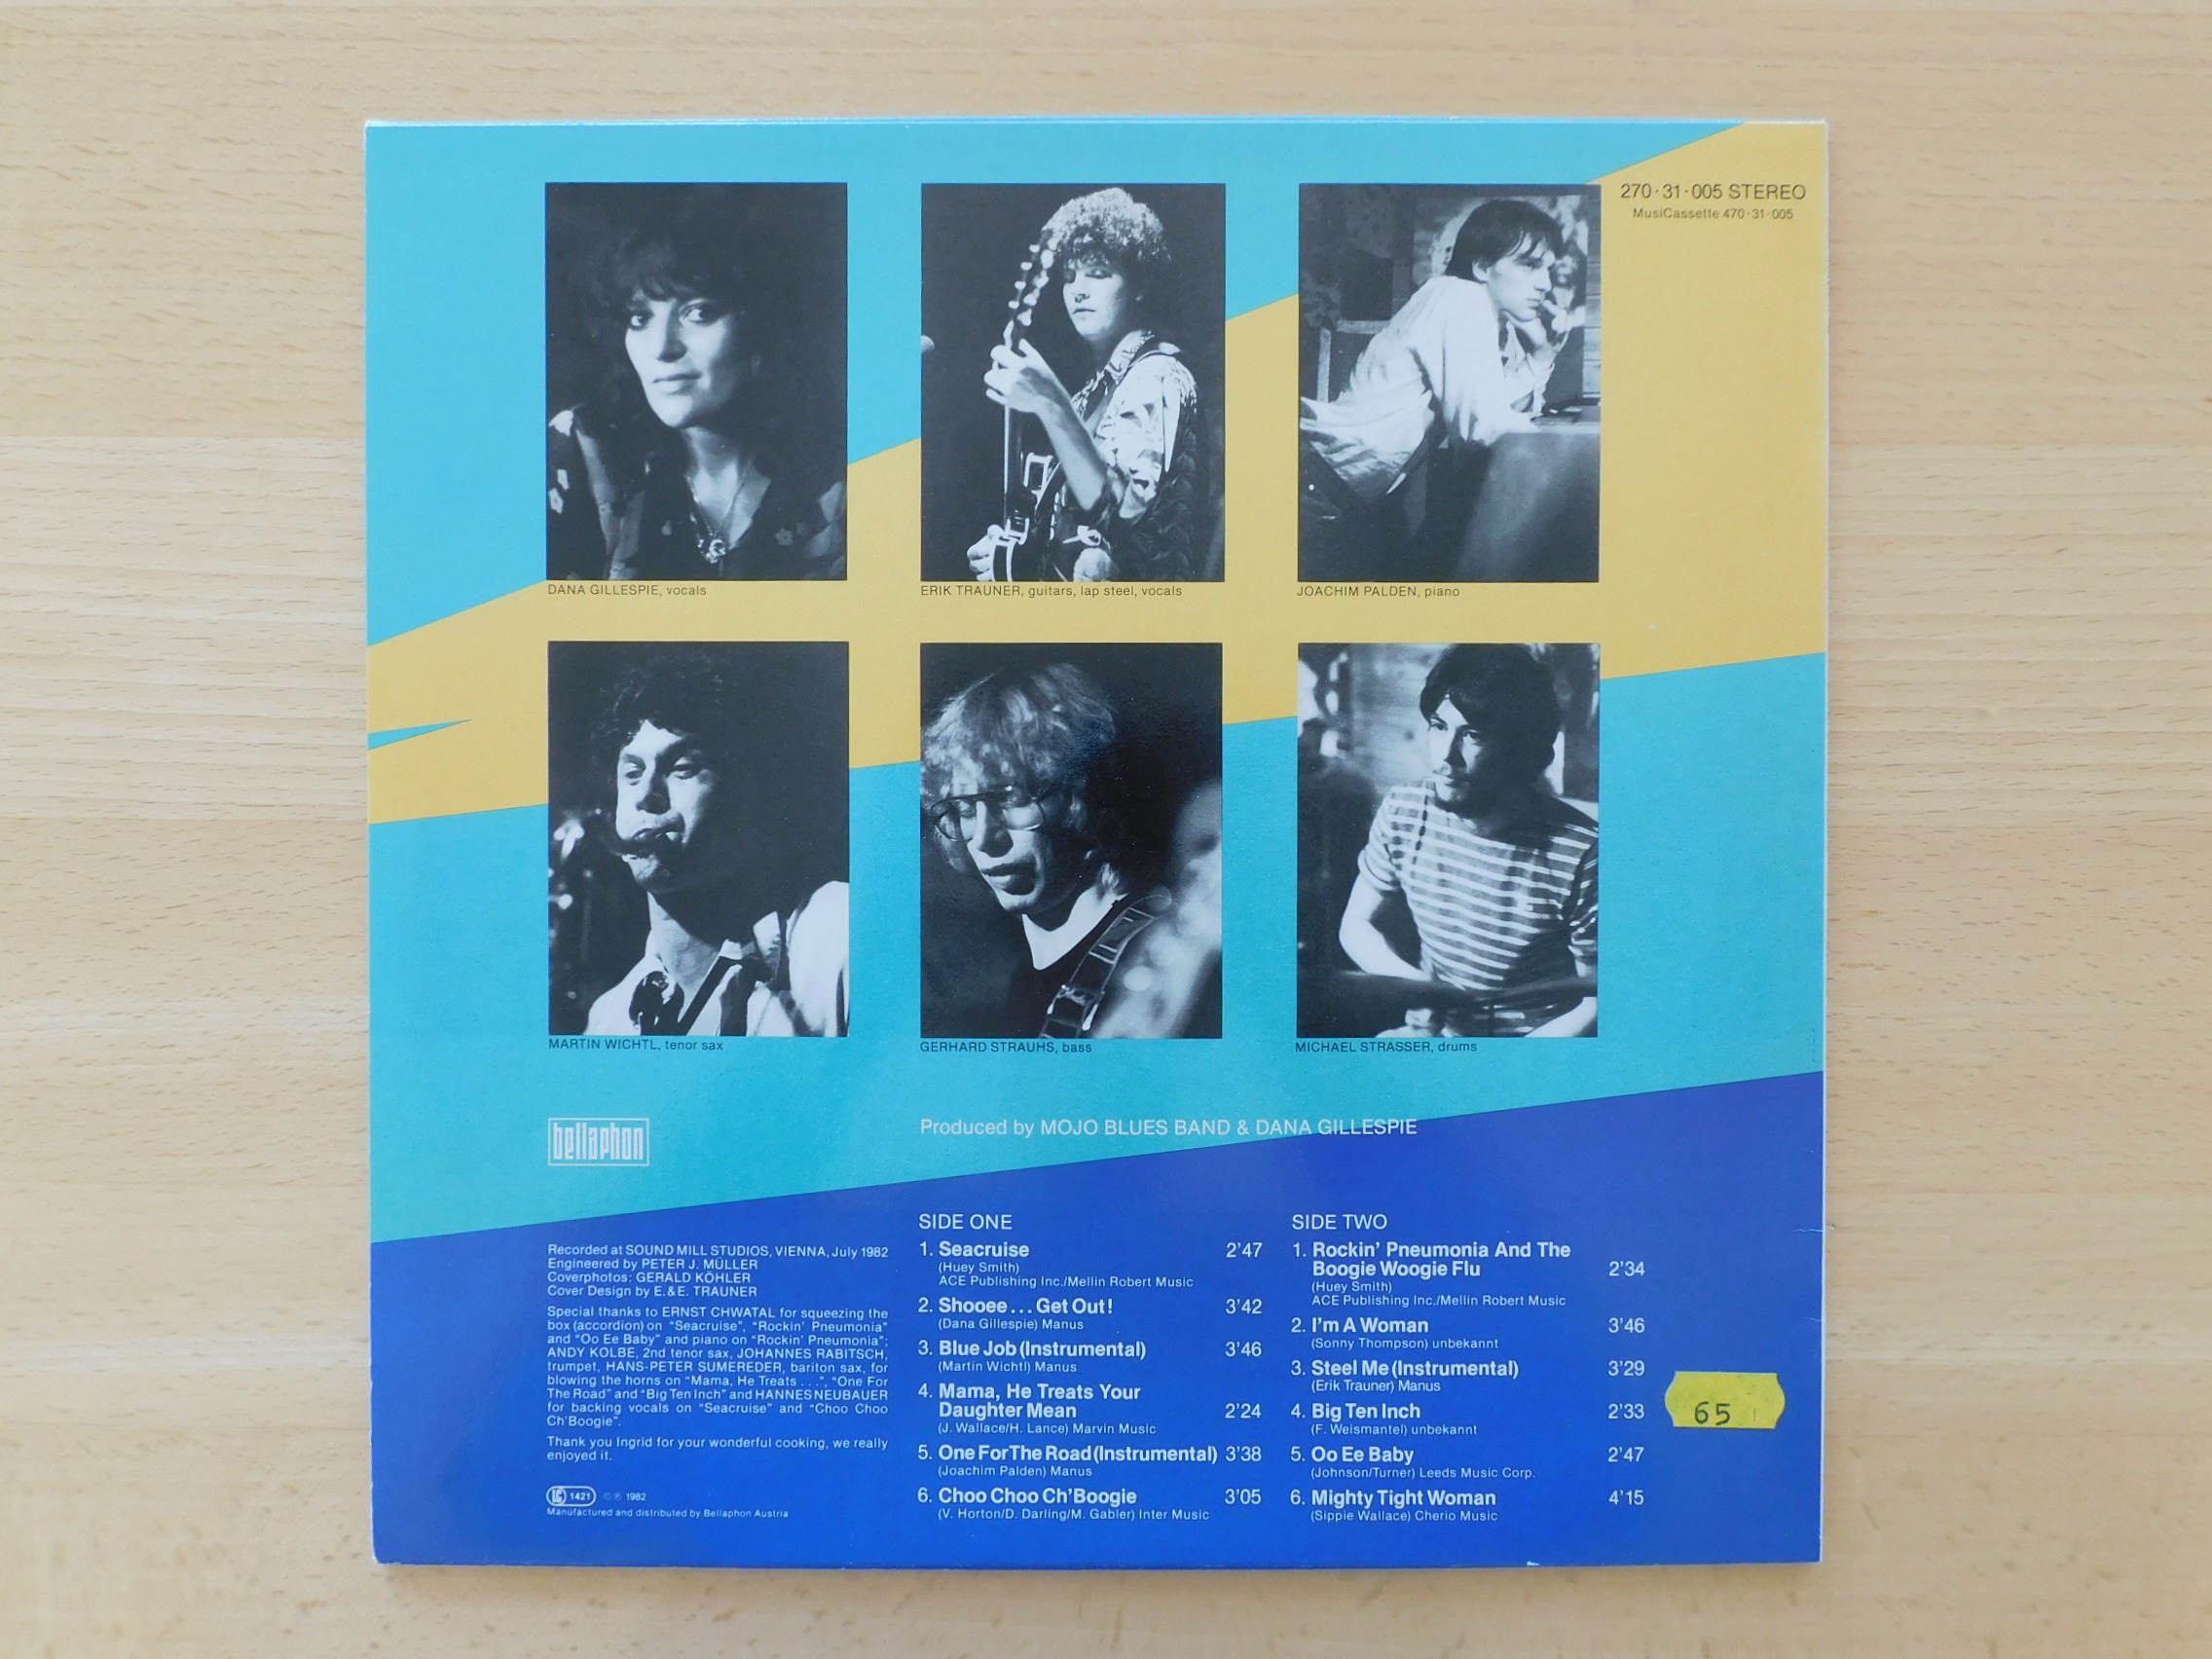 270·31·005 STEREO
MusiCassette 470·31·005
DANA GILLESPIE, vocals
ERIK TRAUNER, guitars, lap steel, vocals
JOACHIM PALDEN, piano
MARTIN WICHTL, tenor sax
GERHARD STRAUHS, bass
MICHAEL STRASSER, drums
bellaphon
Produced by MOJO BLUES BAND & DANA GILLESPIE
Recorded at SOUND MILL STUDIOS, VIENNA, July 1982
Engineered by PETER J. MÜLLER
Coverphotos: GERALD KÖHLER
Cover Design by E.&E. TRAUNER
Special thanks to ERNST CHWATAL for squeezing the
box (accordion) on "Seacruise", "Rockin' Pneumonia"
and "Oo Ee Baby" and piano on "Rockin' Pneumonia";
ANDY KOLBE, 2nd tenor sax, JOHANNES RABITSCH,
trumpet, HANS-PETER SUMEREDER, bariton sax, for
blowing the horns on "Mama, He Treats . . .", "One For
The Road" and "Big Ten Inch" and HANNES NEUBAUER
for backing vocals on "Seacruise" and "Choo Choo
Ch'Boogie".
Thank you Ingrid for your wonderful cooking, we really
enjoyed it.
LC 1421 © ℗ 1982
Manufactured and distributed by Bellaphon Austria
SIDE ONE
1. Seacruise 2'47
(Huey Smith)
ACE Publishing Inc./Mellin Robert Music
2. Shooee... Get Out! 3'42
(Dana Gillespie) Manus
3. Blue Job (Instrumental) 3'46
(Martin Wichtl) Manus
4. Mama, He Treats Your
Daughter Mean 2'24
(J. Wallace/H. Lance) Marvin Music
5. One For The Road (Instrumental) 3'38
(Joachim Palden) Manus
6. Choo Choo Ch'Boogie 3'05
(V. Horton/D. Darling/M. Gabler) Inter Music
SIDE TWO
1. Rockin' Pneumonia And The
Boogie Woogie Flu 2'34
(Huey Smith)
ACE Publishing Inc./Mellin Robert Music
2. I'm A Woman 3'46
(Sonny Thompson) unbekannt
3. Steel Me (Instrumental) 3'29
(Erik Trauner) Manus
4. Big Ten Inch 2'33
(F. Weismantel) unbekannt
5. Oo Ee Baby 2'47
(Johnson/Turner) Leeds Music Corp.
6. Mighty Tight Woman 4'15
(Sippie Wallace) Cherio Music
65